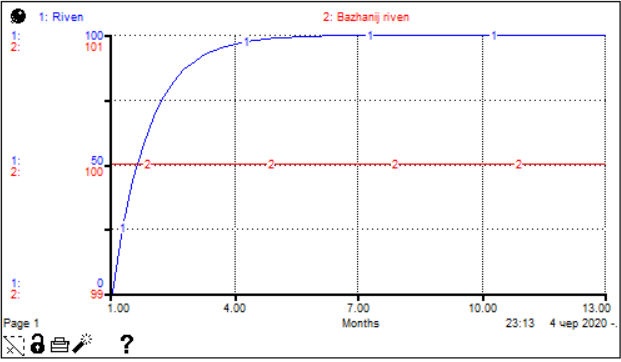 1: Riven 2: Bazhanij riven
1: 100
2: 101
1: 50
2: 100
1: 0
2: 99
1 1 1 1
2 2 2 2
1.00 4.00 7.00 10.00 13.00
Page 1 Months 23:13 4 чер 2020 -.
?